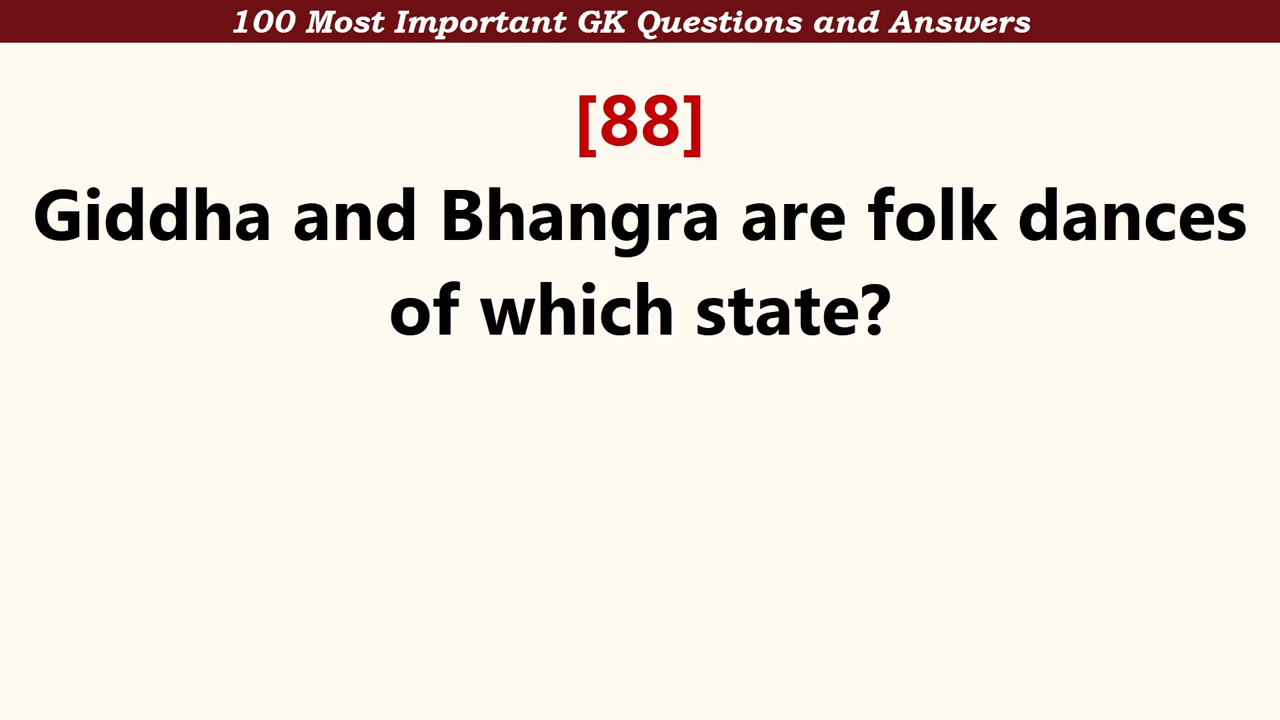 100 Most Important GK Questions and Answers
[88]
Giddha and Bhangra are folk dances
of which state?